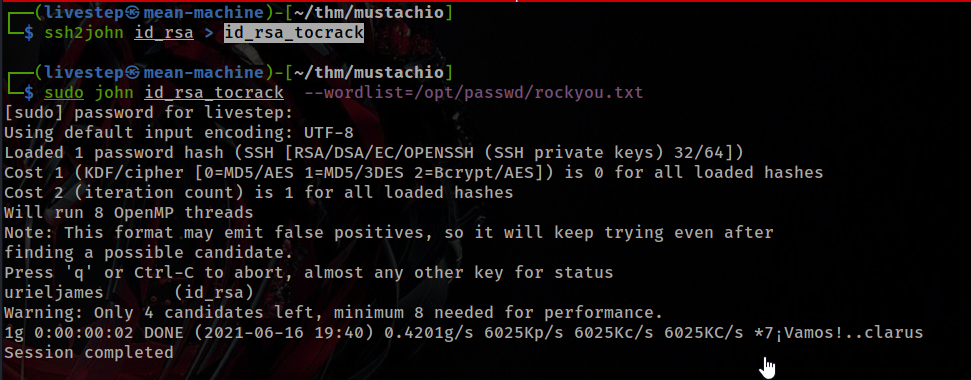 ┌──(livestep㉿mean-machine)-[~/thm/mustachio]
└─$ ssh2john id_rsa > id_rsa_tocrack
┌──(livestep㉿mean-machine)-[~/thm/mustachio]
└─$ sudo john id_rsa_tocrack  --wordlist=/opt/passwd/rockyou.txt
[sudo] password for livestep:
Using default input encoding: UTF-8
Loaded 1 password hash (SSH [RSA/DSA/EC/OPENSSH (SSH private keys) 32/64])
Cost 1 (KDF/cipher [0=MD5/AES 1=MD5/3DES 2=Bcrypt/AES]) is 0 for all loaded hashes
Cost 2 (iteration count) is 1 for all loaded hashes
Will run 8 OpenMP threads
Note: This format may emit false positives, so it will keep trying even after
finding a possible candidate.
Press 'q' or Ctrl-C to abort, almost any other key for status
urieljames       (id_rsa)
Warning: Only 4 candidates left, minimum 8 needed for performance.
1g 0:00:00:02 DONE (2021-06-16 19:40) 0.4201g/s 6025Kp/s 6025Kc/s 6025KC/s *7¡Vamos!..clarus
Session completed